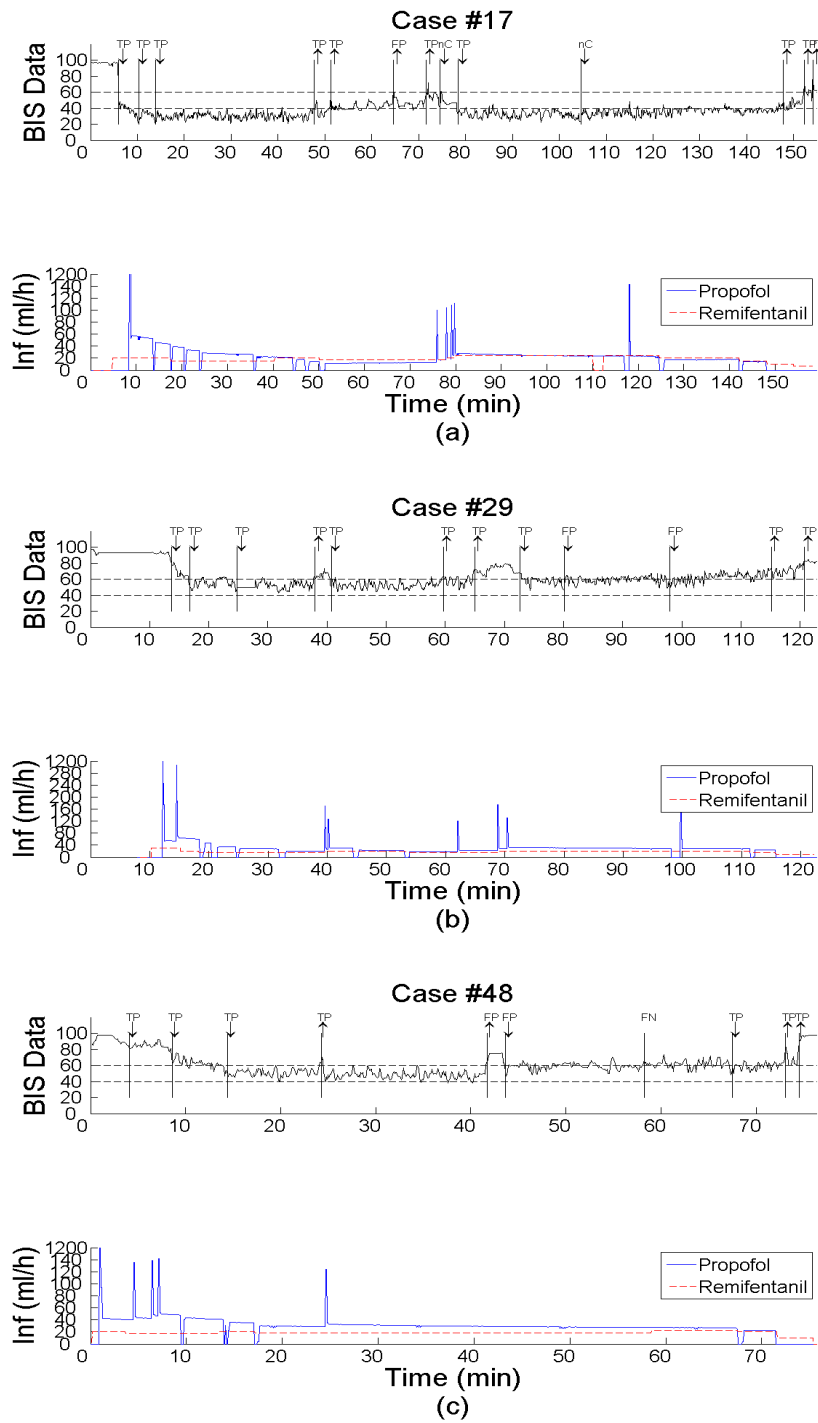 Case #17
TP TP TP TP TP FP TP nC TP nC TP TP
BIS Data
100
80
60
40
20
0
0 10 20 30 40 50 60 70 80 90 100 110 120 130 140 150
Inf (ml/h)
1200
140
120
100
80
60
40
20
0
10 20 30 40 50 60 70 80 90 100 110 120 130 140 150
Propofol
Remifentanil
Time (min)
(a)
Case #29
TP TP TP TP TP TP TP TP FP FP TP TP
BIS Data
100
80
60
40
20
0
0 10 20 30 40 50 60 70 80 90 100 110 120
Inf (ml/h)
1200
280
240
200
160
120
80
40
0
0 10 20 30 40 50 60 70 80 90 100 110 120
Propofol
Remifentanil
Time (min)
(b)
Case #48
TP TP TP TP FP FP FN TP TP TP
BIS Data
100
80
60
40
20
0
0 10 20 30 40 50 60 70
Inf (ml/h)
1200
140
120
100
80
60
40
20
0
0 10 20 30 40 50 60 70
Propofol
Remifentanil
Time (min)
(c)